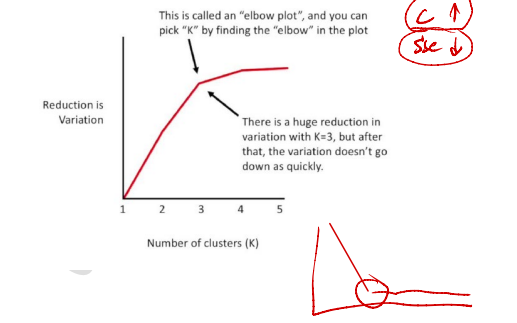 This is called an "elbow plot", and you can
pick "K" by finding the "elbow" in the plot
C ↑
SSC ↓
Reduction is
Variation
There is a huge reduction in
variation with K=3, but after
that, the variation doesn't go
down as quickly.
1 2 3 4 5
Number of clusters (K)